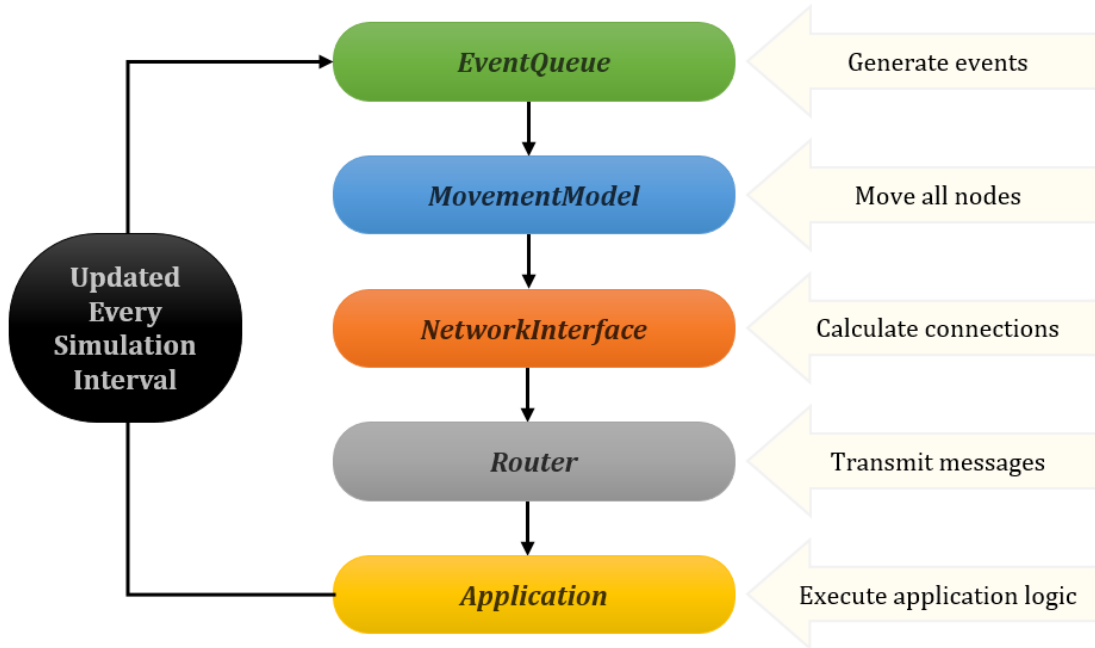 EventQueue
Generate events
MovementModel
Move all nodes
Updated
Every
Simulation
Interval
NetworkInterface
Calculate connections
Router
Transmit messages
Application
Execute application logic